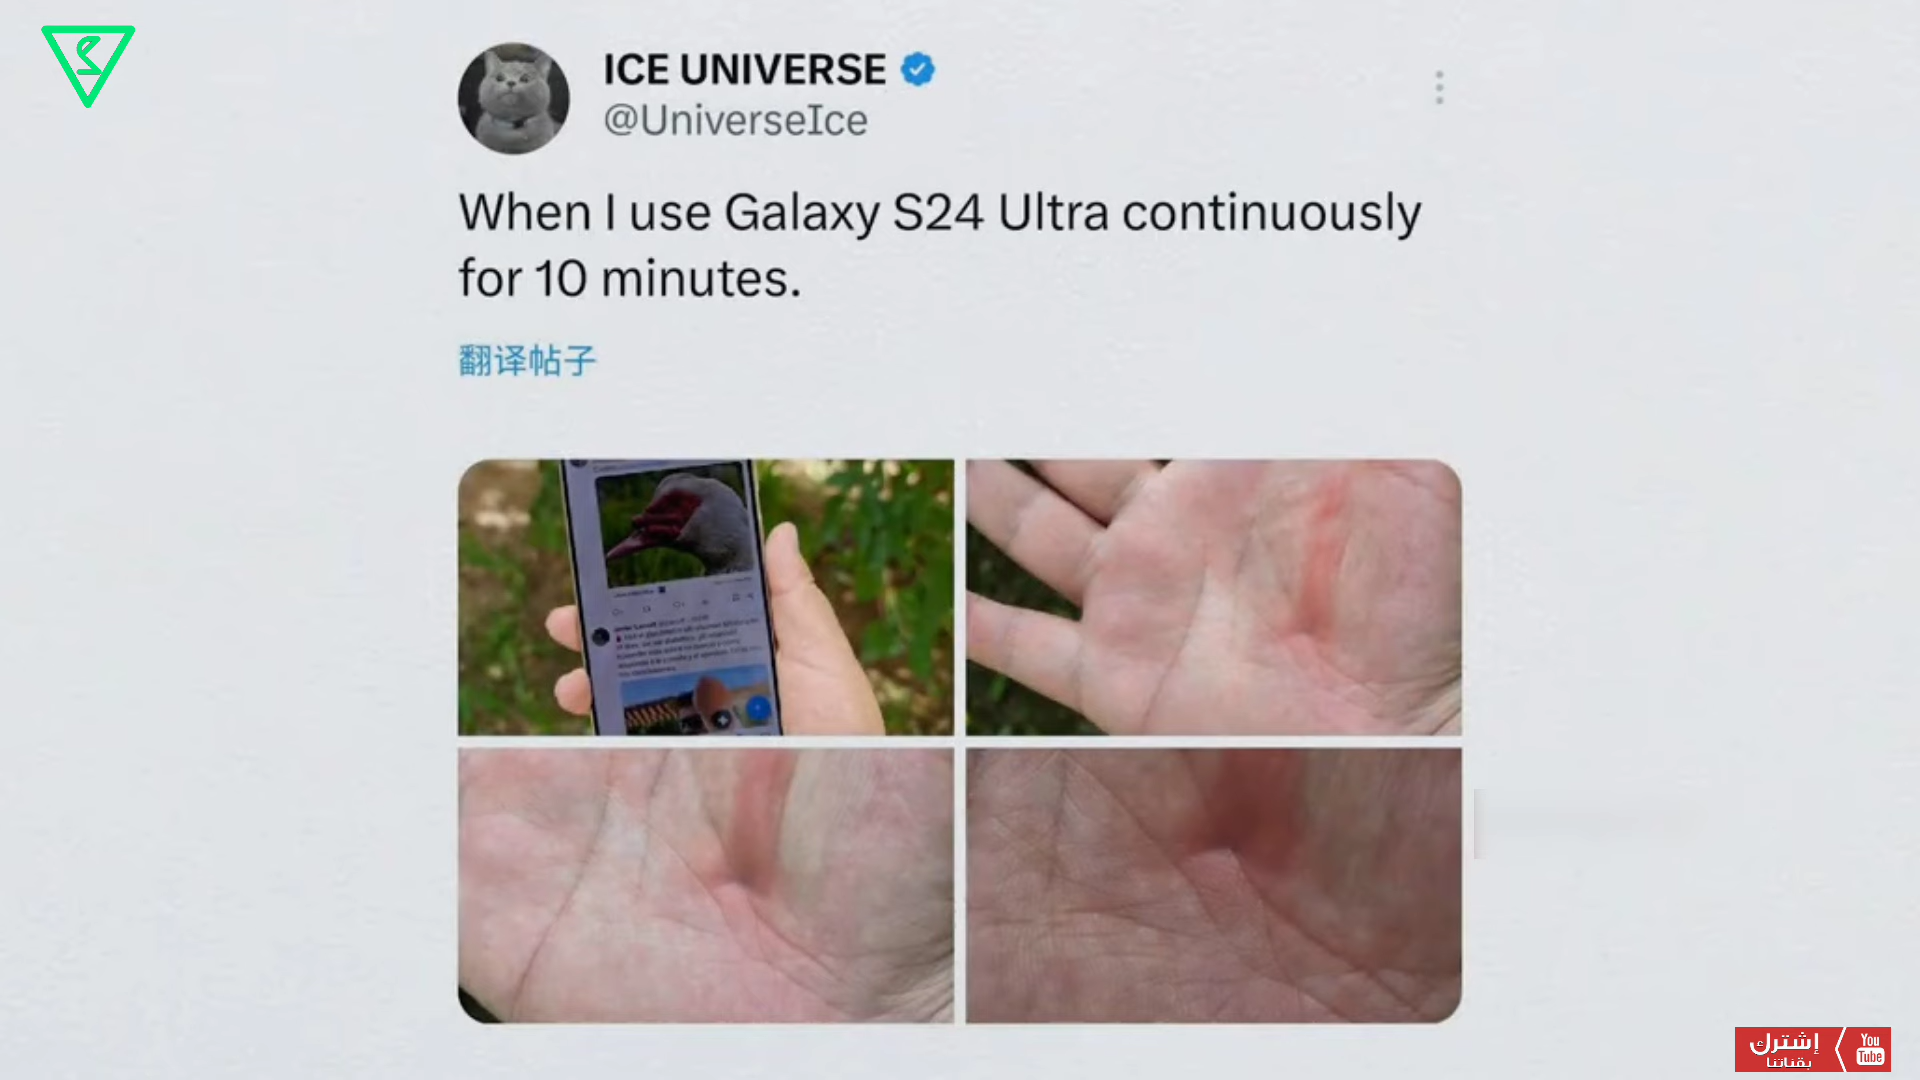 ICE UNIVERSE
@UniverseIce
When I use Galaxy S24 Ultra continuously
for 10 minutes.
翻译帖子
إشترك
بقناتنا
You
Tube